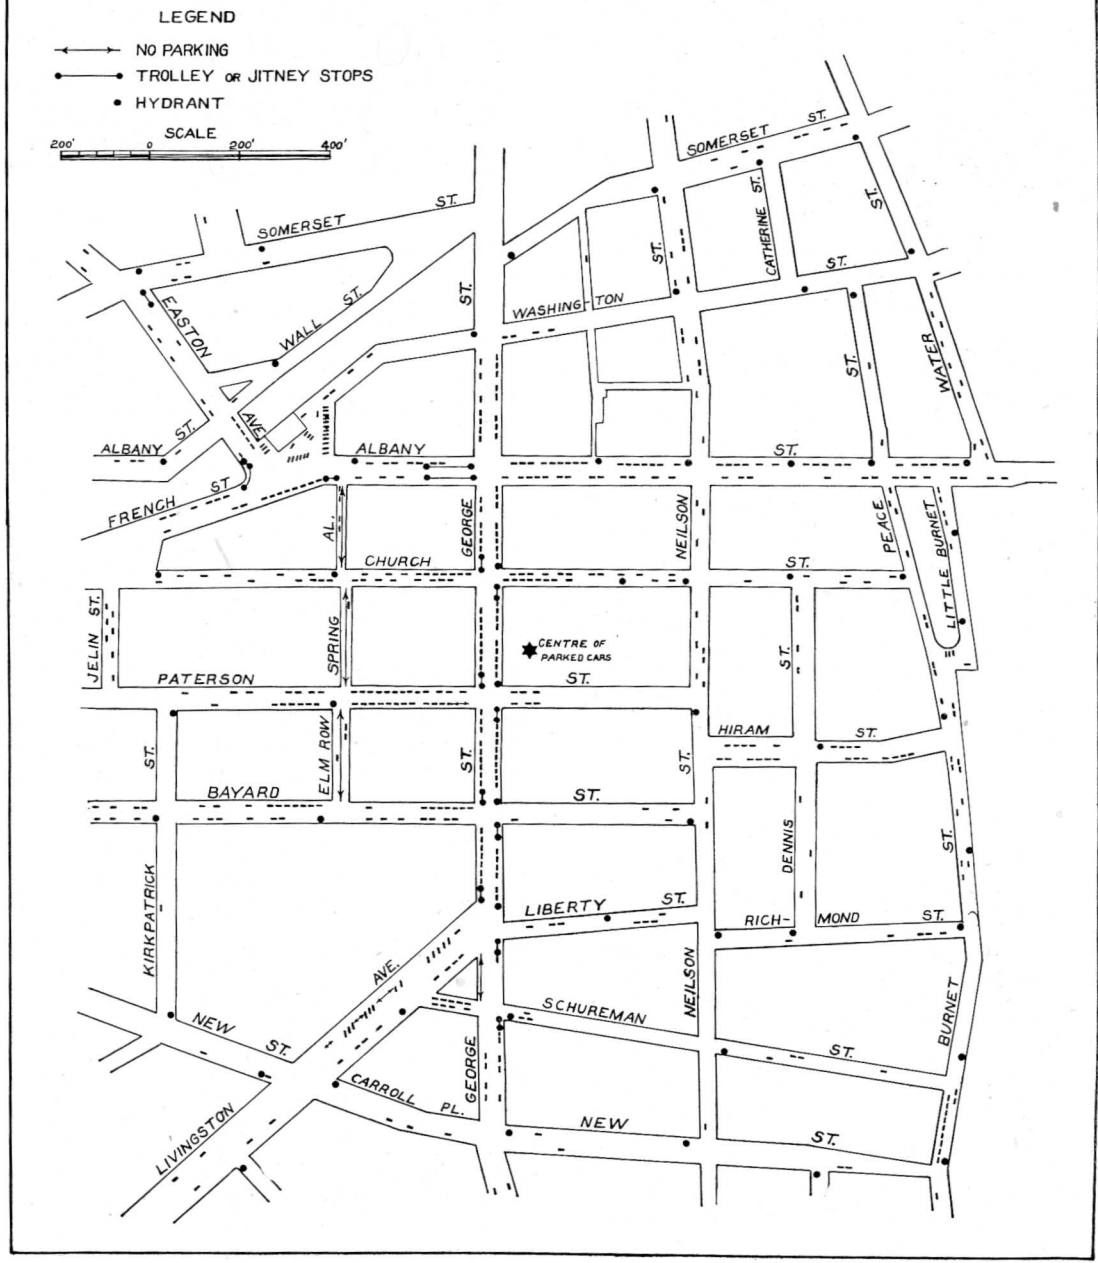 LEGEND
NO PARKING
TROLLEY OR JITNEY STOPS
HYDRANT
SCALE
200' 0 200' 400'
SOMERSET ST.
SOMERSET ST.
CATHERINE ST.
ST.
ST.
ST.
WASHING-TON
ST.
EASTON
AVE.
WALL ST.
ST.
WATER
ALBANY ST.
ALBANY
ST.
FRENCH ST
AL.
GEORGE
NEILSON
PEACE
LITTLE BURNET
CHURCH
ST.
JELIN ST.
SPRING
CENTRE OF
PARKED CARS
ST.
PATERSON
ST.
HIRAM
ST.
ST.
ELM ROW
ST.
ST.
BAYARD
ST.
DENNIS
ST.
KIRKPATRICK
LIBERTY
ST.
RICH- MOND ST.
AVE.
NEILSON
SCHUREMAN
ST.
BURNET
NEW
ST.
GEORGE
CARROLL
PL.
NEW
ST.
LIVINGSTON